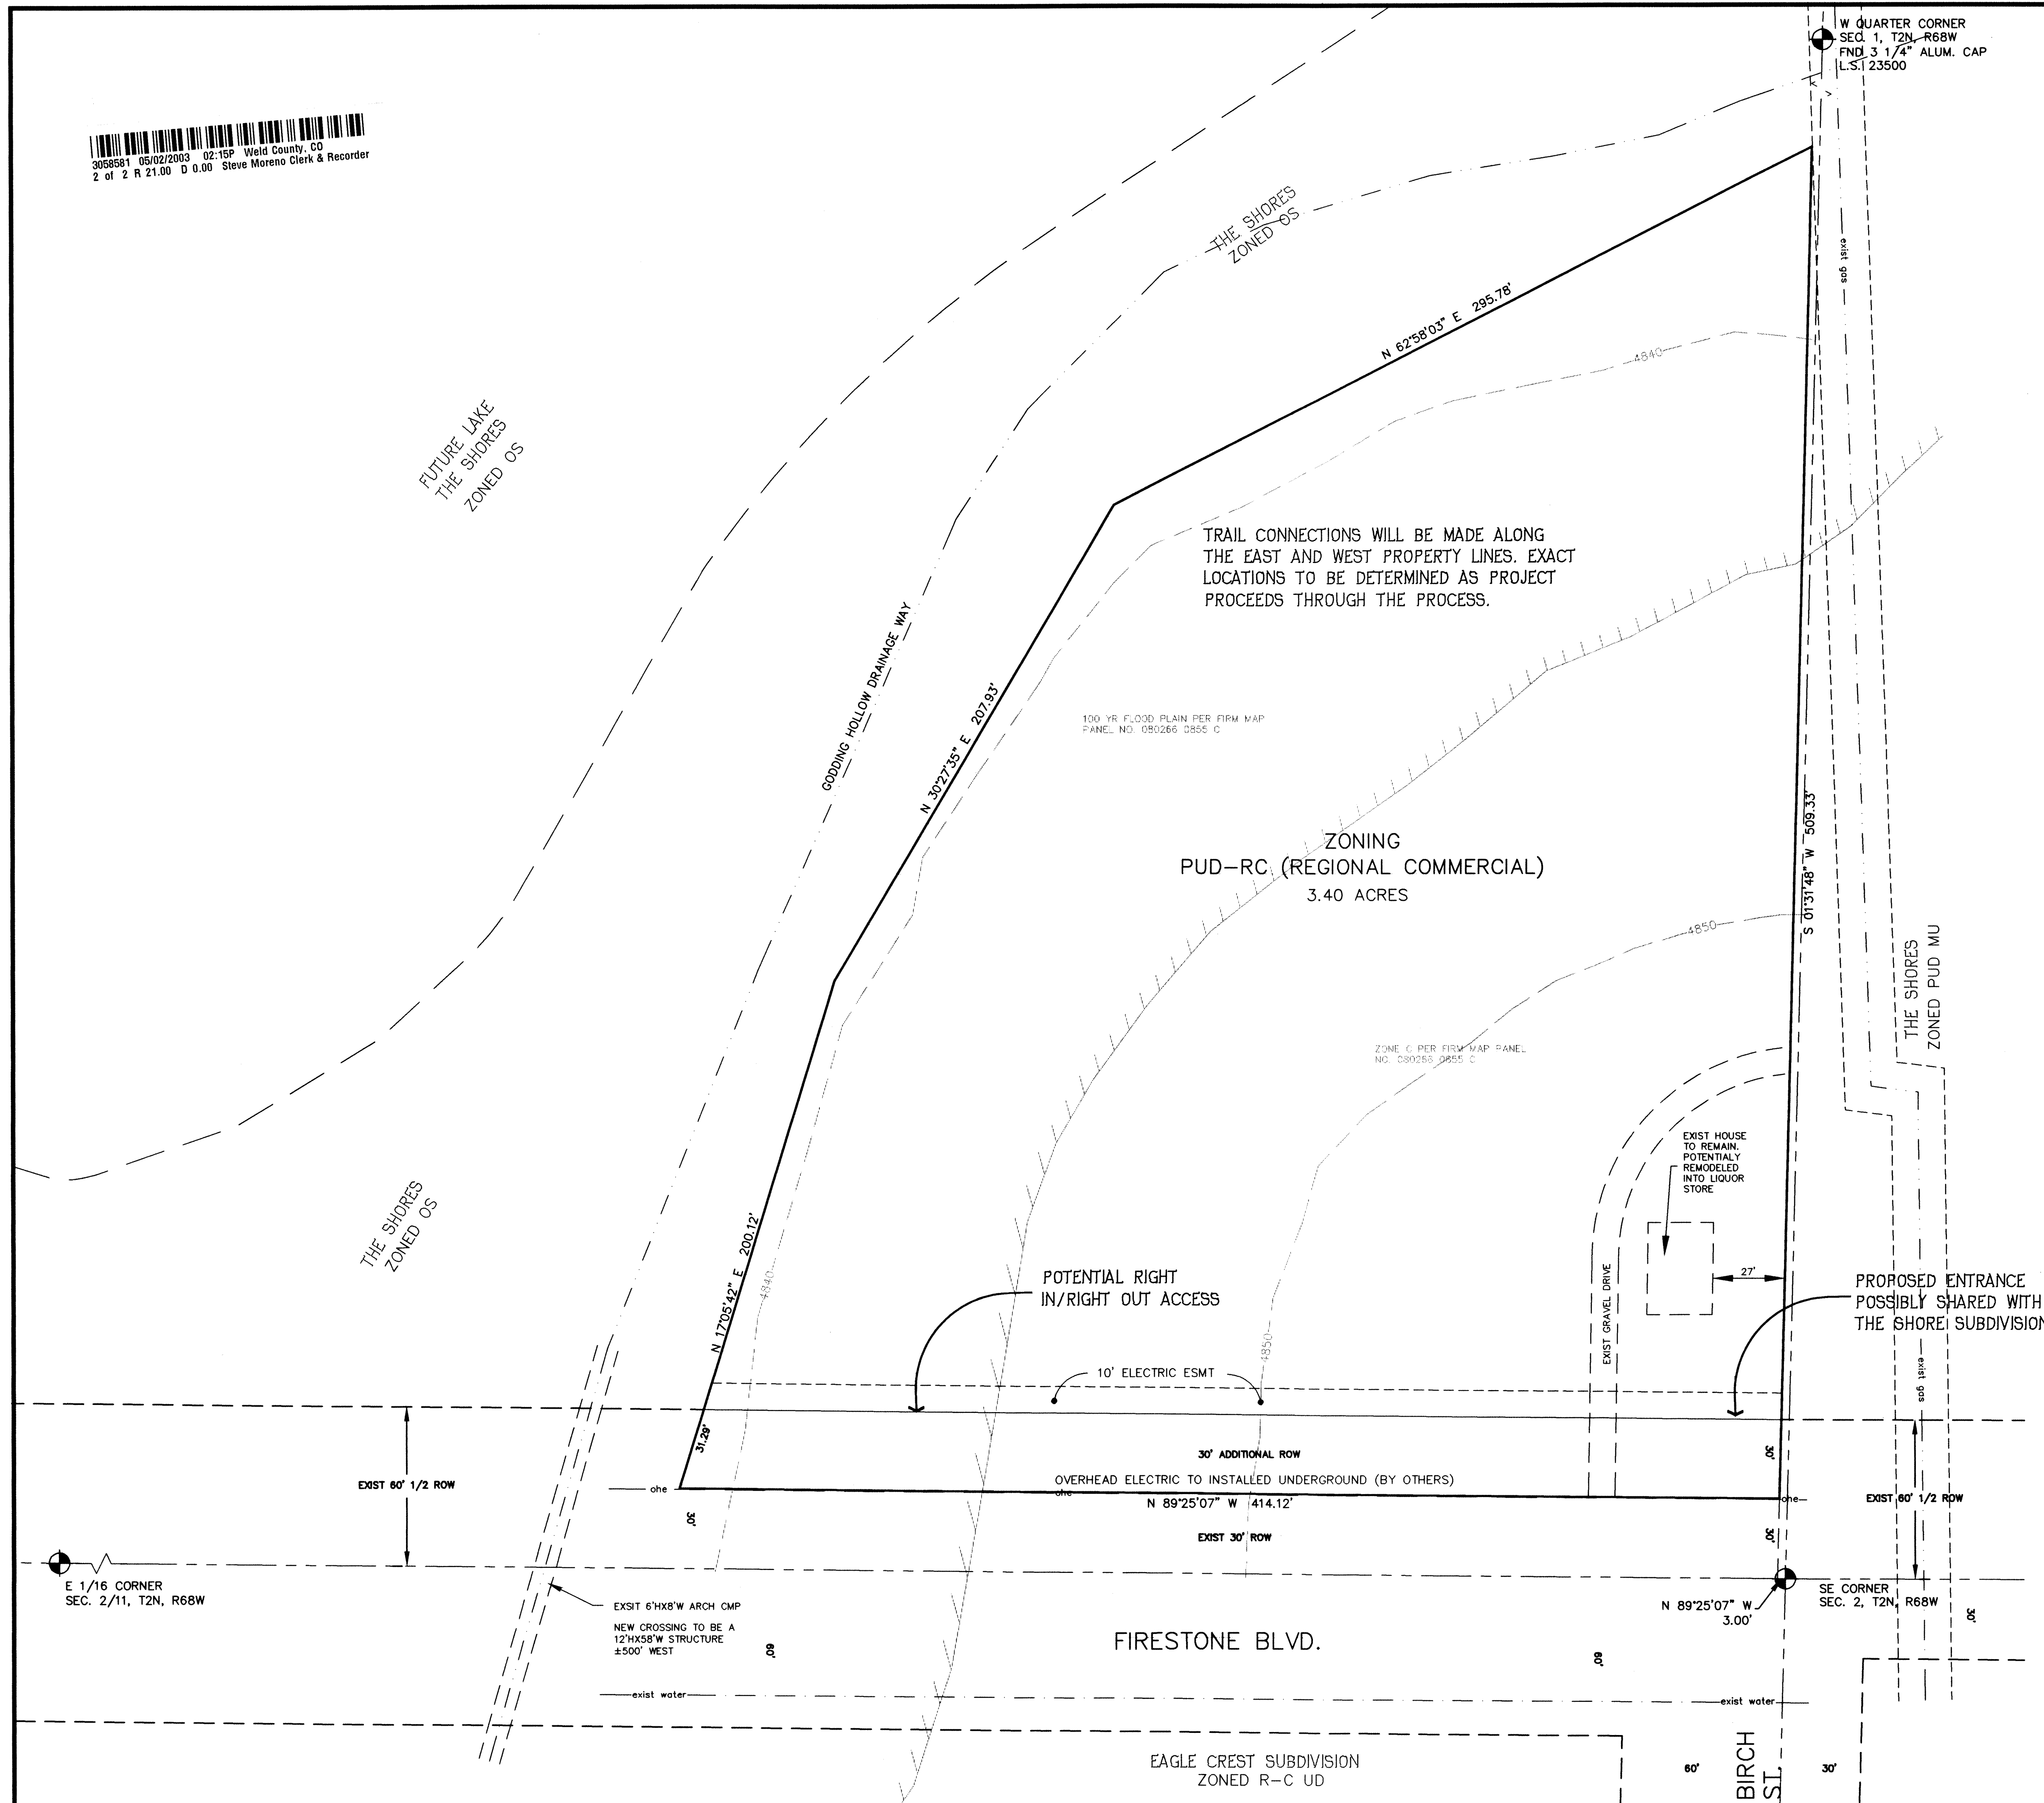 W QUARTER CORNER
SEC. 1, T2N, R68W
FND 3 1/4" ALUM. CAP
L.S. 23500
3058581 05/02/2003 02:15P Weld County, CO
2 of 2 R 21.00 D 0.00 Steve Moreno Clerk & Recorder
THE SHORES
ZONED OS
exist gas
N 62°58'03" E 295.78'
4840
FUTURE LAKE
THE SHORES
ZONED OS
TRAIL CONNECTIONS WILL BE MADE ALONG
THE EAST AND WEST PROPERTY LINES. EXACT
LOCATIONS TO BE DETERMINED AS PROJECT
PROCEEDS THROUGH THE PROCESS.
GODDING HOLLOW DRAINAGE WAY
N 30°27'35" E 207.93'
100 YR FLOOD PLAIN PER FIRM MAP
PANEL NO. 080266 0855 C
S 01°31'48" W 509.33'
ZONING
PUD-RC (REGIONAL COMMERCIAL)
3.40 ACRES
4850
THE SHORES
ZONED PUD MU
ZONE C PER FIRM MAP PANEL
NO. 080266 0855 C
EXIST HOUSE
TO REMAIN.
POTENTIALY
REMODELED
INTO LIQUOR
STORE
THE SHORES
ZONED OS
N 17°05'42" E 200.12'
4840
POTENTIAL RIGHT
IN/RIGHT OUT ACCESS
27'
PROPOSED ENTRANCE
POSSIBLY SHARED WITH
THE SHORE SUBDIVISION
EXIST GRAVEL DRIVE
4850
10' ELECTRIC ESMT
exist gas
31.29'
30' ADDITIONAL ROW
30'
EXIST 60' 1/2 ROW
OVERHEAD ELECTRIC TO INSTALLED UNDERGROUND (BY OTHERS)
ohe
ohe
ohe
EXIST 60' 1/2 ROW
N 89°25'07" W 414.12'
30'
EXIST 30' ROW
30'
E 1/16 CORNER
SEC. 2/11, T2N, R68W
SE CORNER
SEC. 2, T2N, R68W
N 89°25'07" W
3.00'
30'
EXSIT 6'HX8'W ARCH CMP
NEW CROSSING TO BE A
12'HX58'W STRUCTURE
±500' WEST
60'
FIRESTONE BLVD.
60'
exist water
exist water
EAGLE CREST SUBDIVISION
ZONED R-C UD
60'
BIRCH
ST.
30'